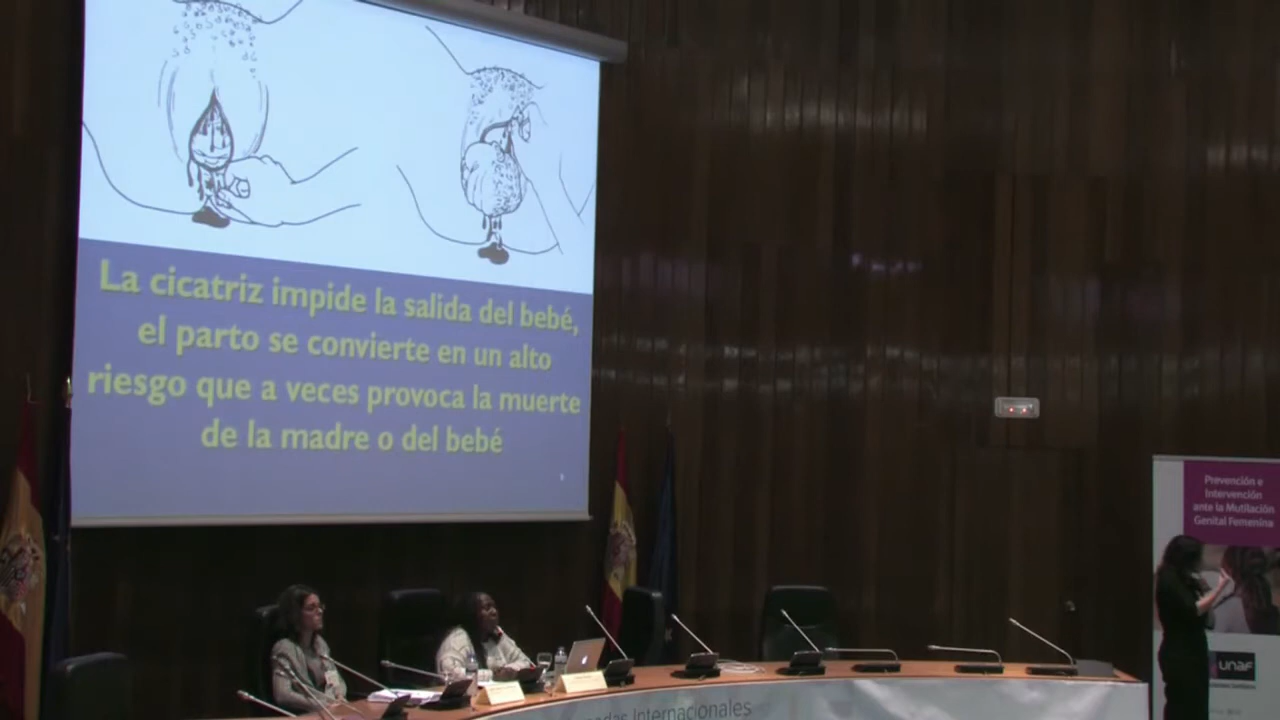 La cicatriz impide la salida del bebé,
el parto se convierte en un alto
riesgo que a veces provoca la muerte
de la madre o del bebé
Prevención e
Intervención
ante la Mutilación
Genital Femenina
unaf
Internacionales